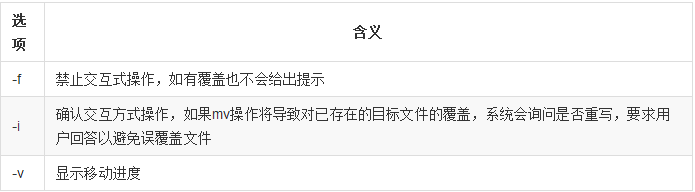 选项 含义
-f 禁止交互式操作，如有覆盖也不会给出提示
-i 确认交互方式操作，如果mv操作将导致对已存在的目标文件的覆盖，系统会询问是否重写，要求用
户回答以避免误覆盖文件
-v 显示移动进度